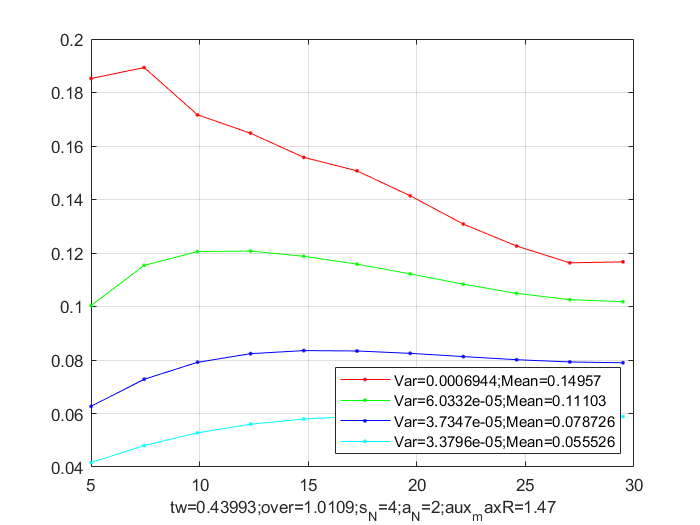 0.2
0.18
0.16
0.14
0.12
0.1
0.08
0.06
0.04
Var=0.0006944;Mean=0.14957
Var=6.0332e-05;Mean=0.11103
Var=3.7347e-05;Mean=0.078726
Var=3.3796e-05;Mean=0.055526
5 10 15 20 25 30
tw=0.43993;over=1.0109;s_N=4;a_N=2;aux_maxR=1.47